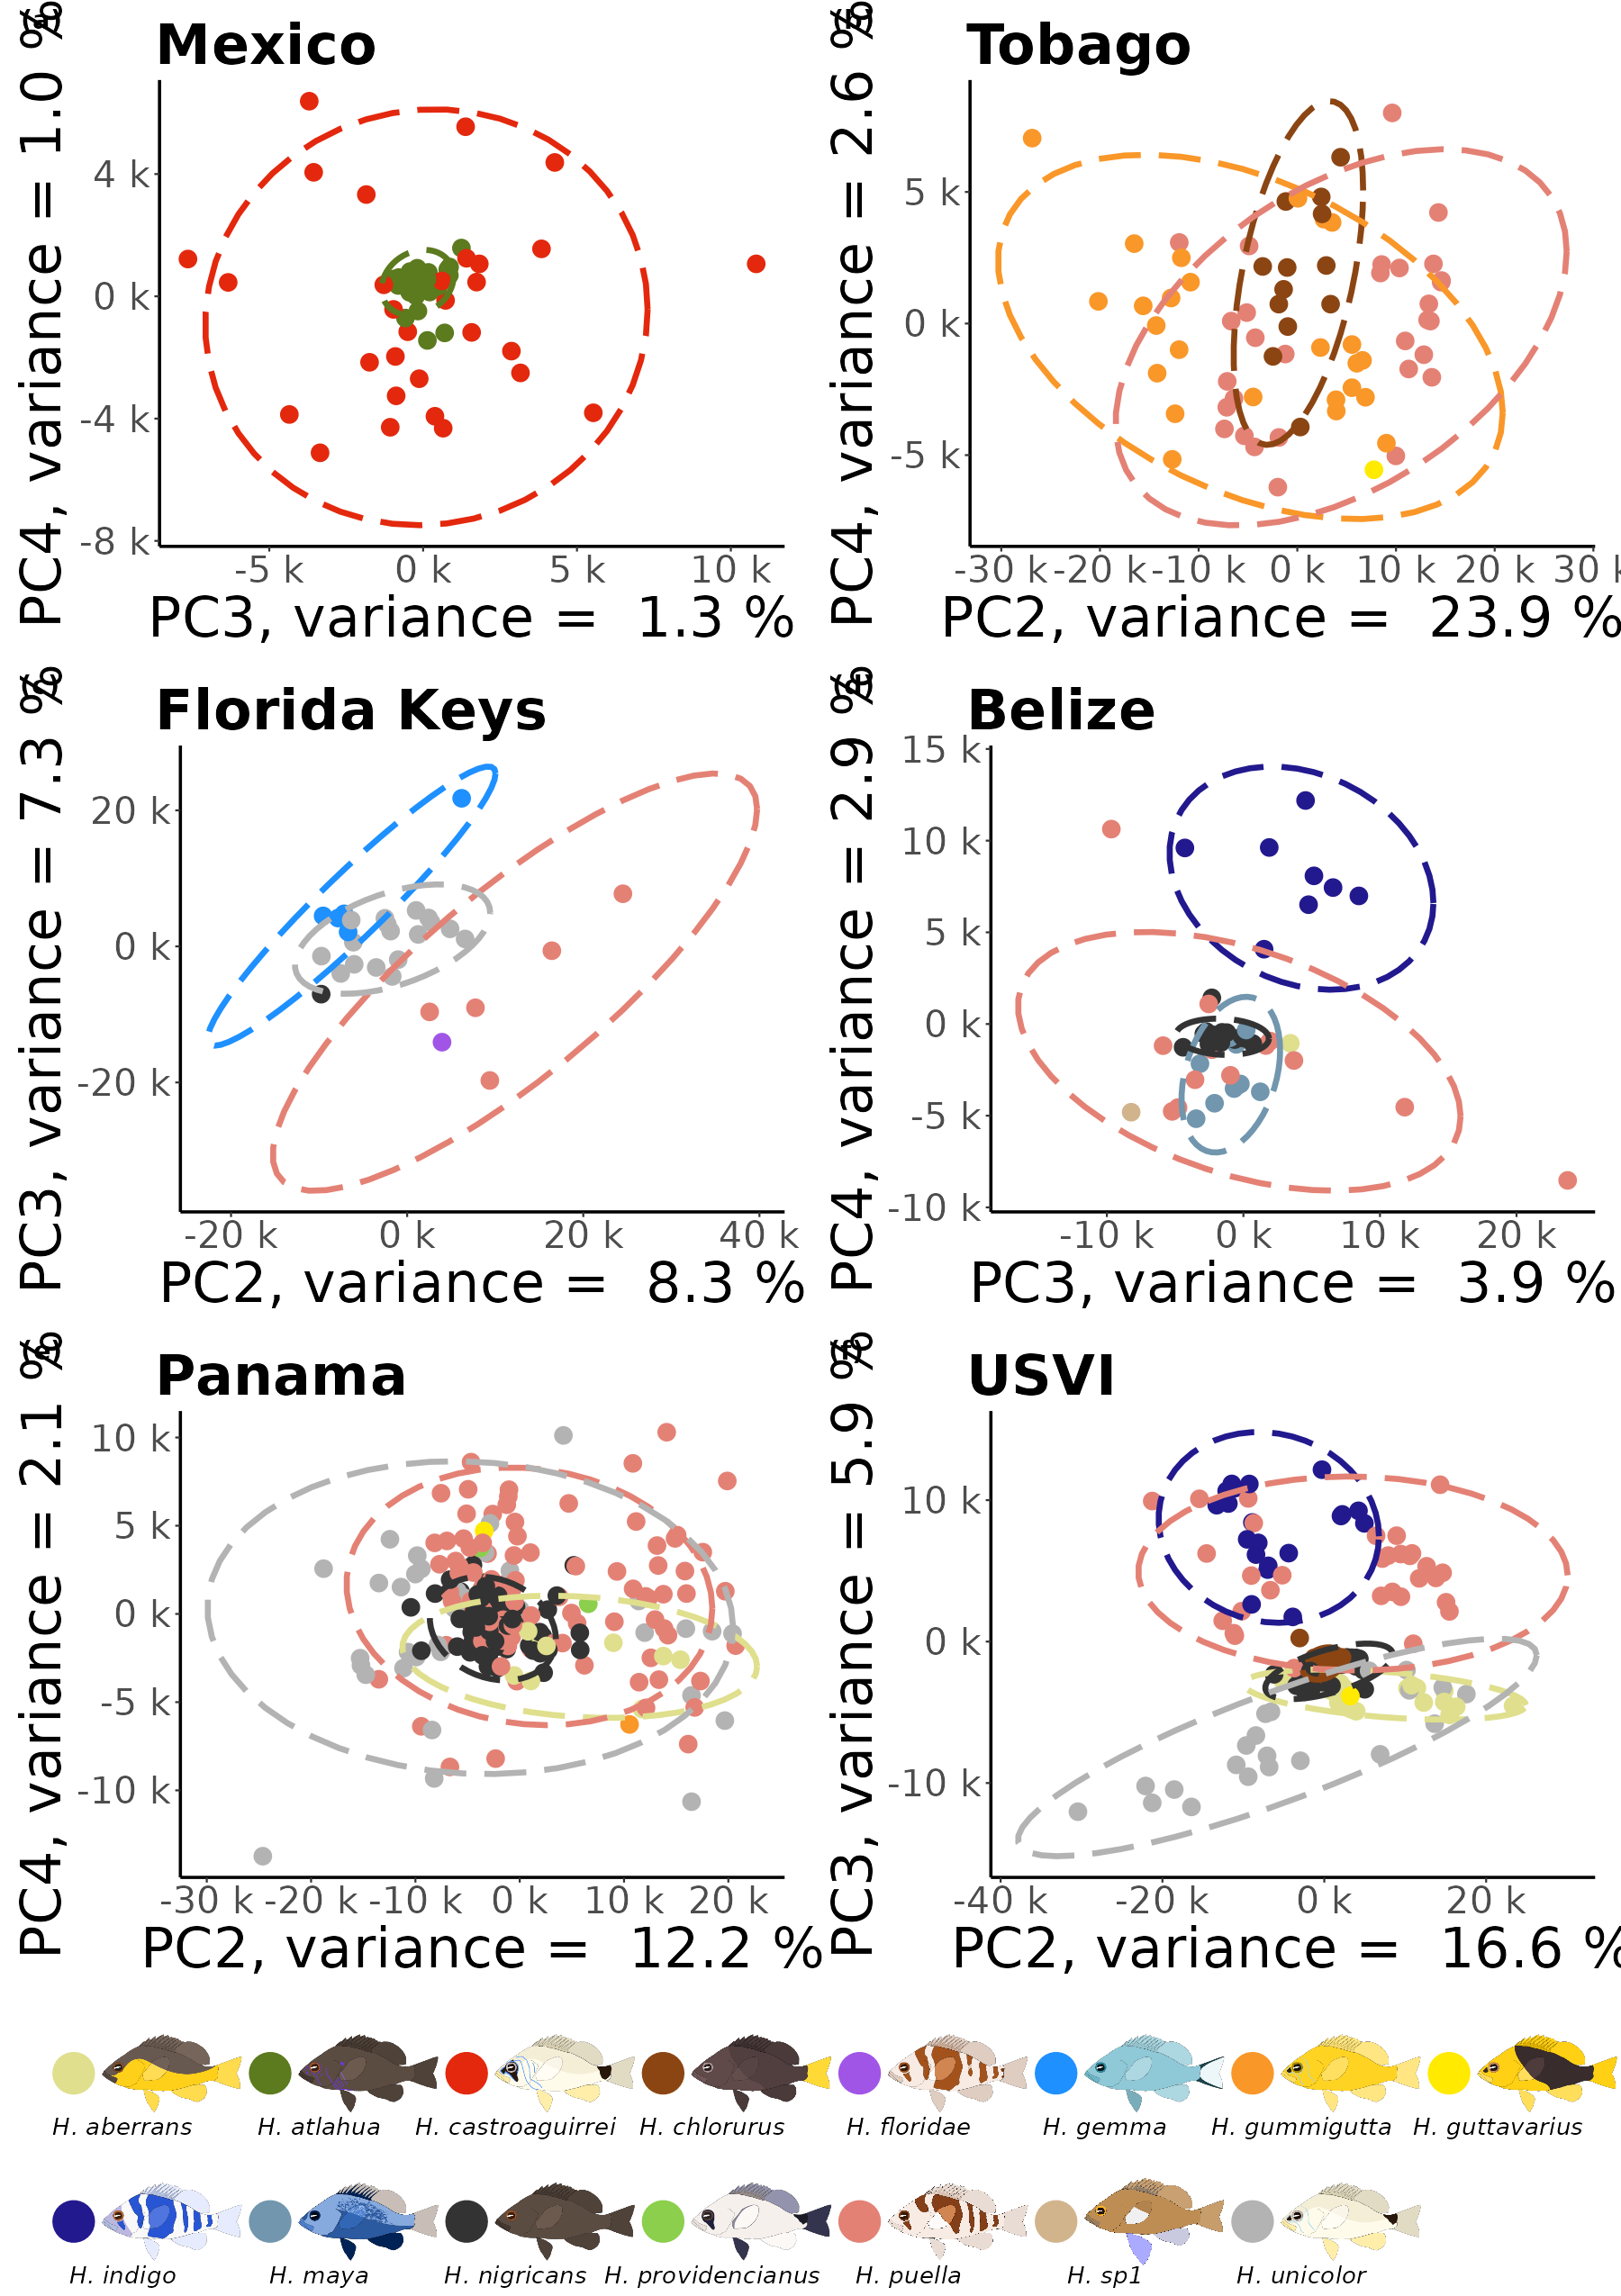 Mexico
PC4, variance = 1.0 %
4 k
0 k
-4 k
-8 k
-5 k 0 k 5 k 10 k
PC3, variance = 1.3 %
Tobago
PC4, variance = 2.6 %
5 k
0 k
-5 k
-30 k -20 k -10 k 0 k 10 k 20 k 30 k
PC2, variance = 23.9 %
Florida Keys
PC3, variance = 7.3 %
20 k
0 k
-20 k
-20 k 0 k 20 k 40 k
PC2, variance = 8.3 %
Belize
PC4, variance = 2.9 %
15 k
10 k
5 k
0 k
-5 k
-10 k
-10 k 0 k 10 k 20 k
PC3, variance = 3.9 %
Panama
PC4, variance = 2.1 %
10 k
5 k
0 k
-5 k
-10 k
-30 k -20 k -10 k 0 k 10 k 20 k
PC2, variance = 12.2 %
USVI
PC3, variance = 5.9 %
10 k
0 k
-10 k
-40 k -20 k 0 k 20 k
PC2, variance = 16.6 %
H. aberrans H. atlahua H. castroaguirrei H. chlorurus H. floridae H. gemma H. gummigutta H. guttavarius
H. indigo H. maya H. nigricans H. providencianus H. puella H. sp1 H. unicolor